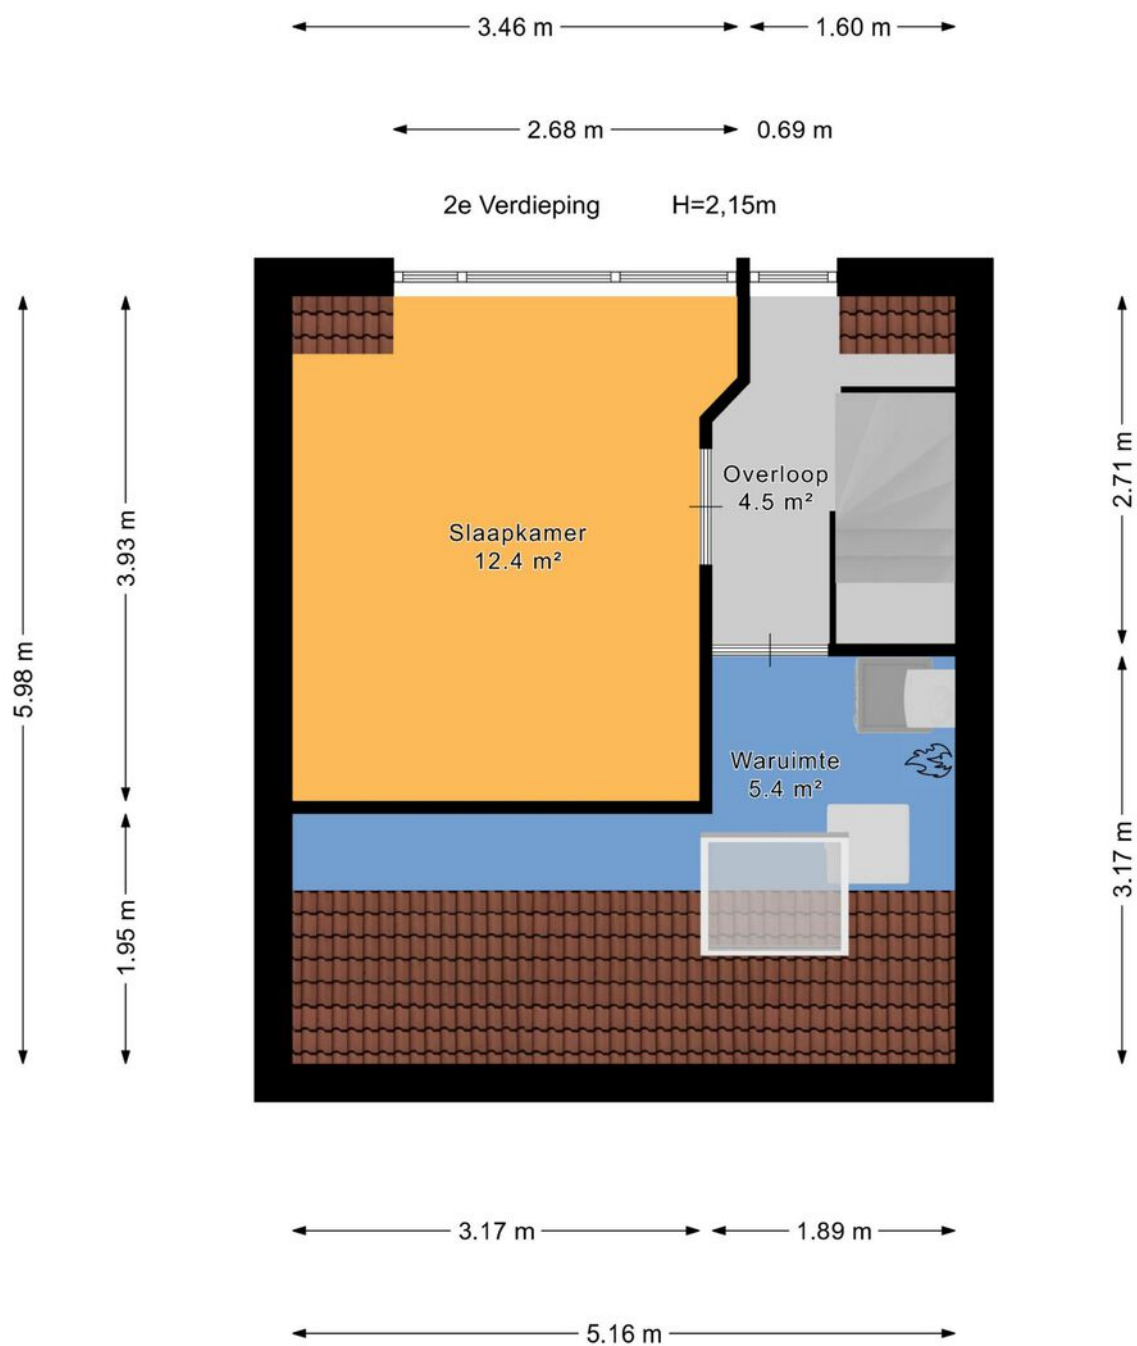 3.46 m
1.60 m
2.68 m
0.69 m
2e Verdieping H=2,15m
5.98 m
3.93 m
1.95 m
2.71 m
3.17 m
Overloop
4.5 m²
Slaapkamer
12.4 m²
Waruimte
5.4 m²
3.17 m
1.89 m
5.16 m